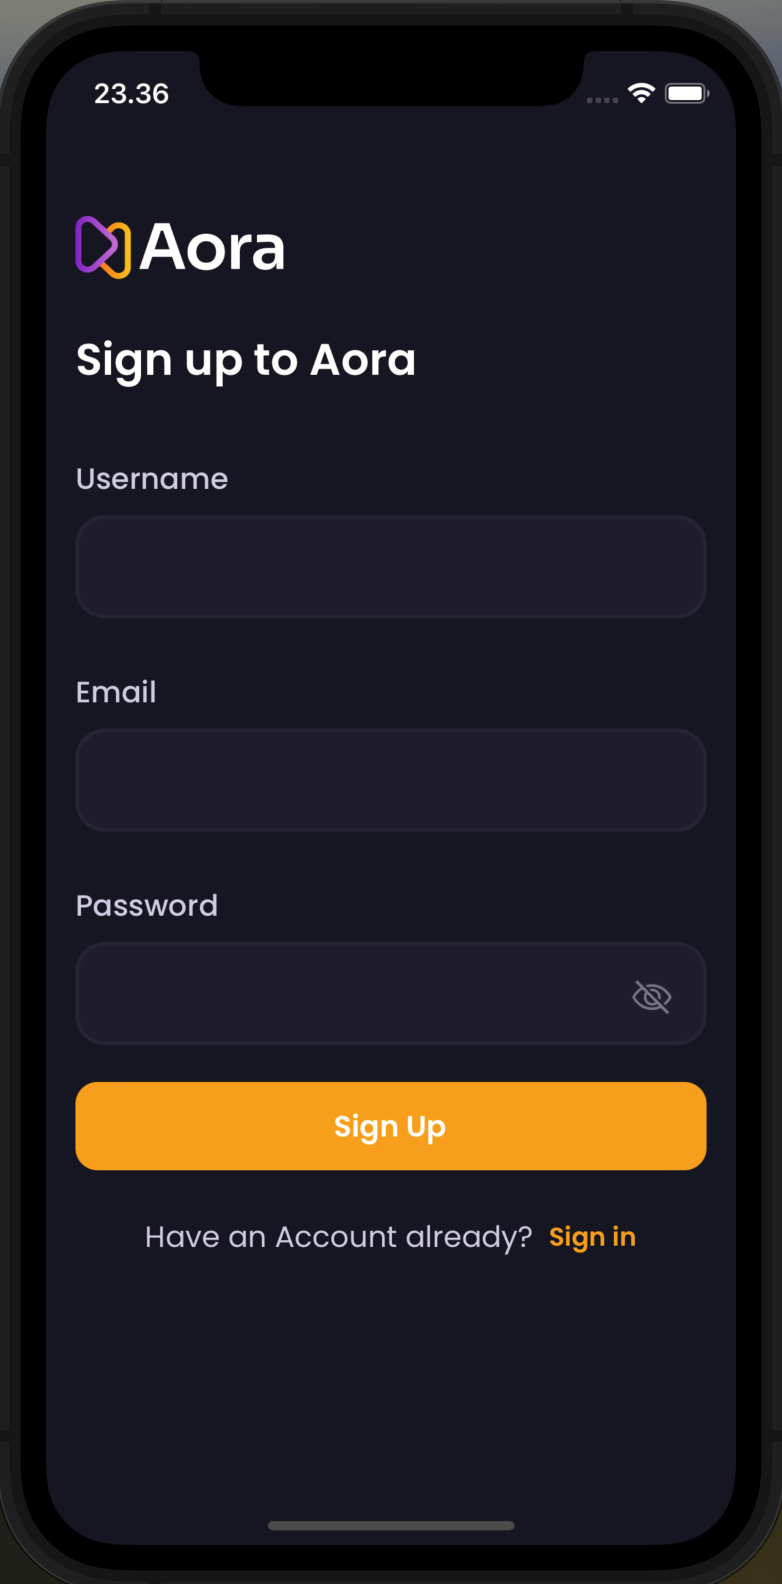 23.36
Aora
Sign up to Aora
Username
Email
Password
Sign Up
Have an Account already? Sign in